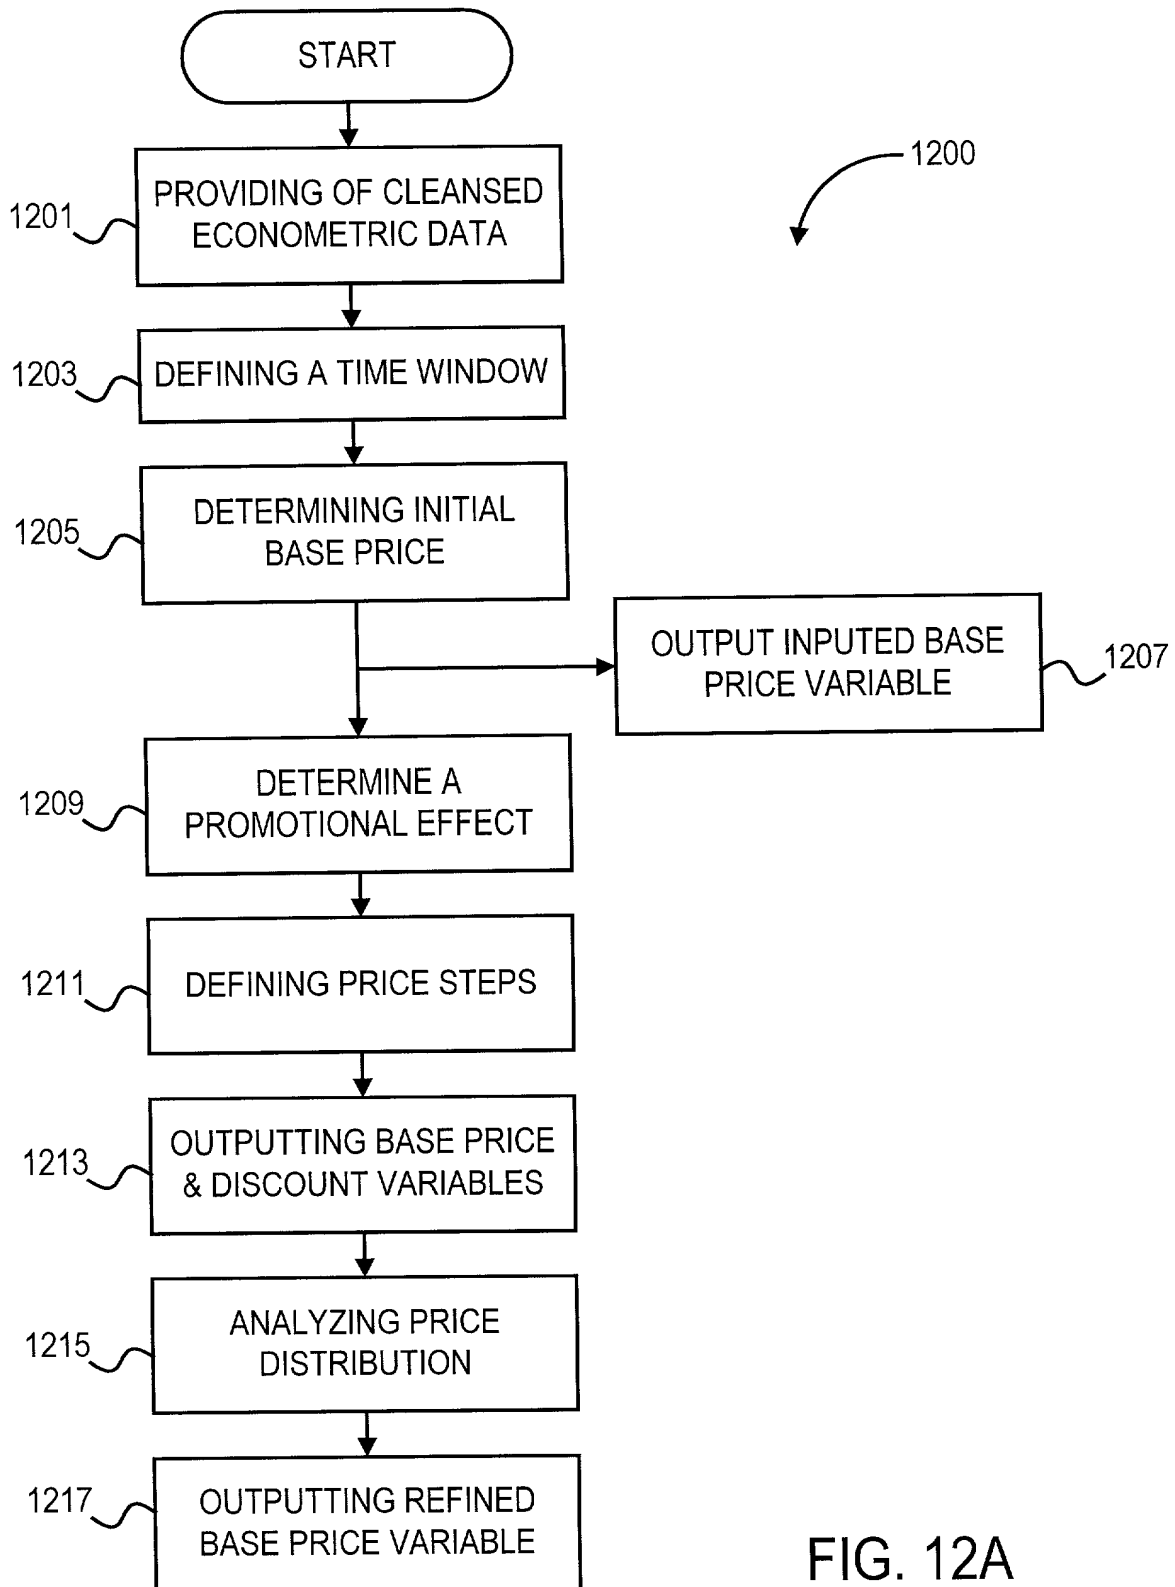 START
1200
1201
PROVIDING OF CLEANSED
ECONOMETRIC DATA
1203
DEFINING A TIME WINDOW
1205
DETERMINING INITIAL
BASE PRICE
OUTPUT INPUTED BASE
PRICE VARIABLE
1207
1209
DETERMINE A
PROMOTIONAL EFFECT
1211
DEFINING PRICE STEPS
1213
OUTPUTTING BASE PRICE
& DISCOUNT VARIABLES
1215
ANALYZING PRICE
DISTRIBUTION
1217
OUTPUTTING REFINED
BASE PRICE VARIABLE
FIG. 12A